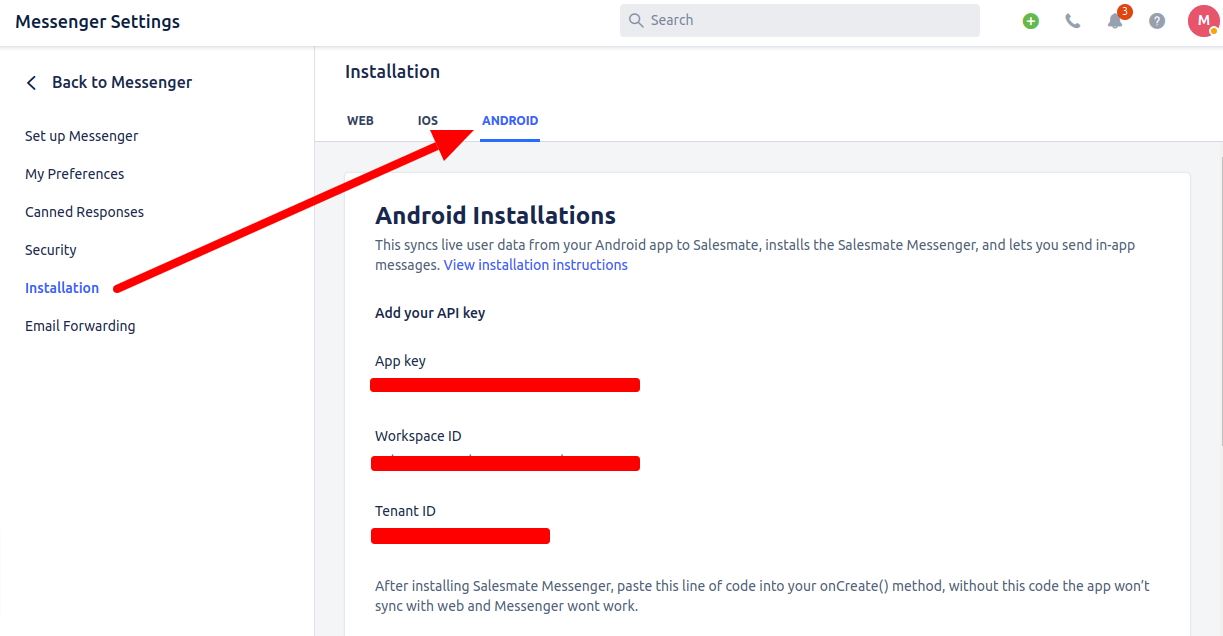 Messenger Settings
Search
3
M
Back to Messenger
Set up Messenger
My Preferences
Canned Responses
Security
Installation
Email Forwarding
Installation
WEB
IOS
ANDROID
Android Installations
This syncs live user data from your Android app to Salesmate, installs the Salesmate Messenger, and lets you send in-app
messages. View installation instructions
Add your API key
App key
Workspace ID
Tenant ID
After installing Salesmate Messenger, paste this line of code into your onCreate() method, without this code the app won't
sync with web and Messenger wont work.